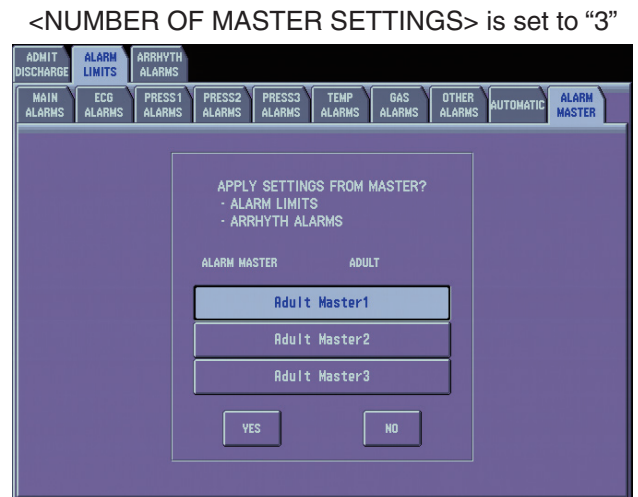 <NUMBER OF MASTER SETTINGS> is set to “3”
ADMIT DISCHARGE
ALARM LIMITS
ARRHYTH ALARMS
MAIN ALARMS
ECG ALARMS
PRESS1 ALARMS
PRESS2 ALARMS
PRESS3 ALARMS
TEMP ALARMS
GAS ALARMS
OTHER ALARMS
AUTOMATIC
ALARM MASTER
APPLY SETTINGS FROM MASTER?
- ALARM LIMITS
- ARRHYTH ALARMS
ALARM MASTER ADULT
Adult Master1
Adult Master2
Adult Master3
YES NO